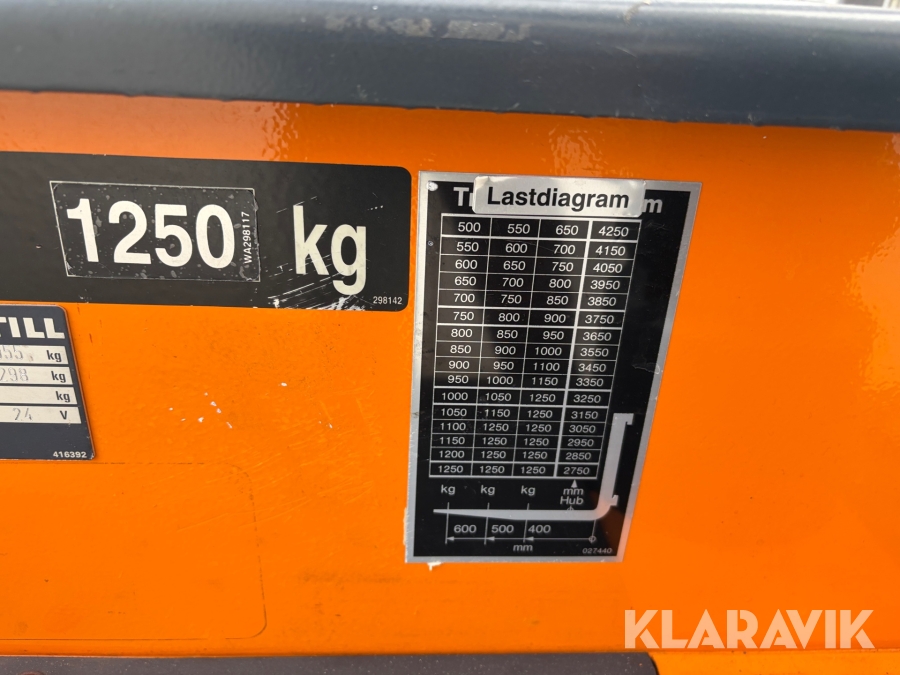 1250 kg
WA298117
298142
TILL
kg
298 kg
kg
24 V
416392
Lastdiagram
500 550 650 4250
550 600 700 4150
600 650 750 4050
650 700 800 3950
700 750 850 3850
750 800 900 3750
800 850 950 3650
850 900 1000 3550
900 950 1100 3450
950 1000 1150 3350
1000 1050 1250 3250
1050 1150 1250 3150
1100 1250 1250 3050
1150 1250 1250 2950
1200 1250 1250 2850
1250 1250 1250 2750
kg kg kg mm
Hub
600 500 400
mm
027440
KLARAVIK